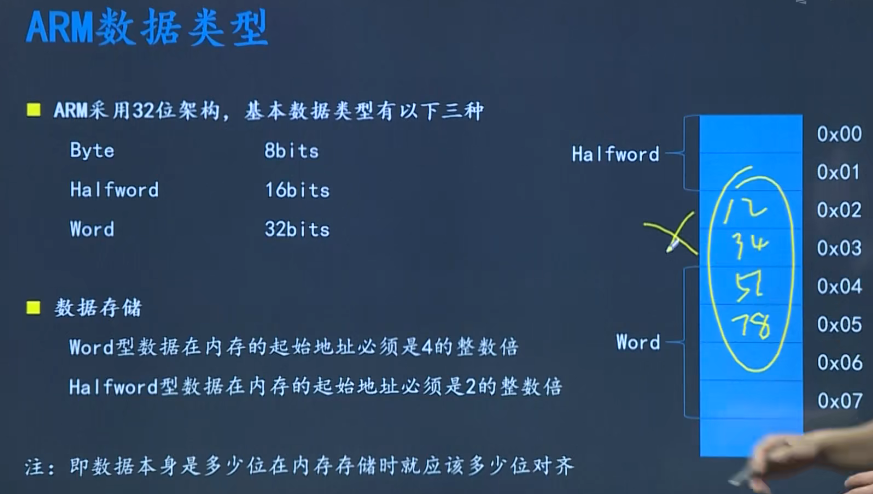 ARM数据类型
ARM采用32位架构，基本数据类型有以下三种
Byte 8bits
Halfword 16bits
Word 32bits
数据存储
Word型数据在内存的起始地址必须是4的整数倍
Halfword型数据在内存的起始地址必须是2的整数倍
注：即数据本身是多少位在内存存储时就应该多少位对齐
Halfword
Word
0x00
0x01
12 0x02
34 0x03
0x04
78 0x05
0x06
0x07